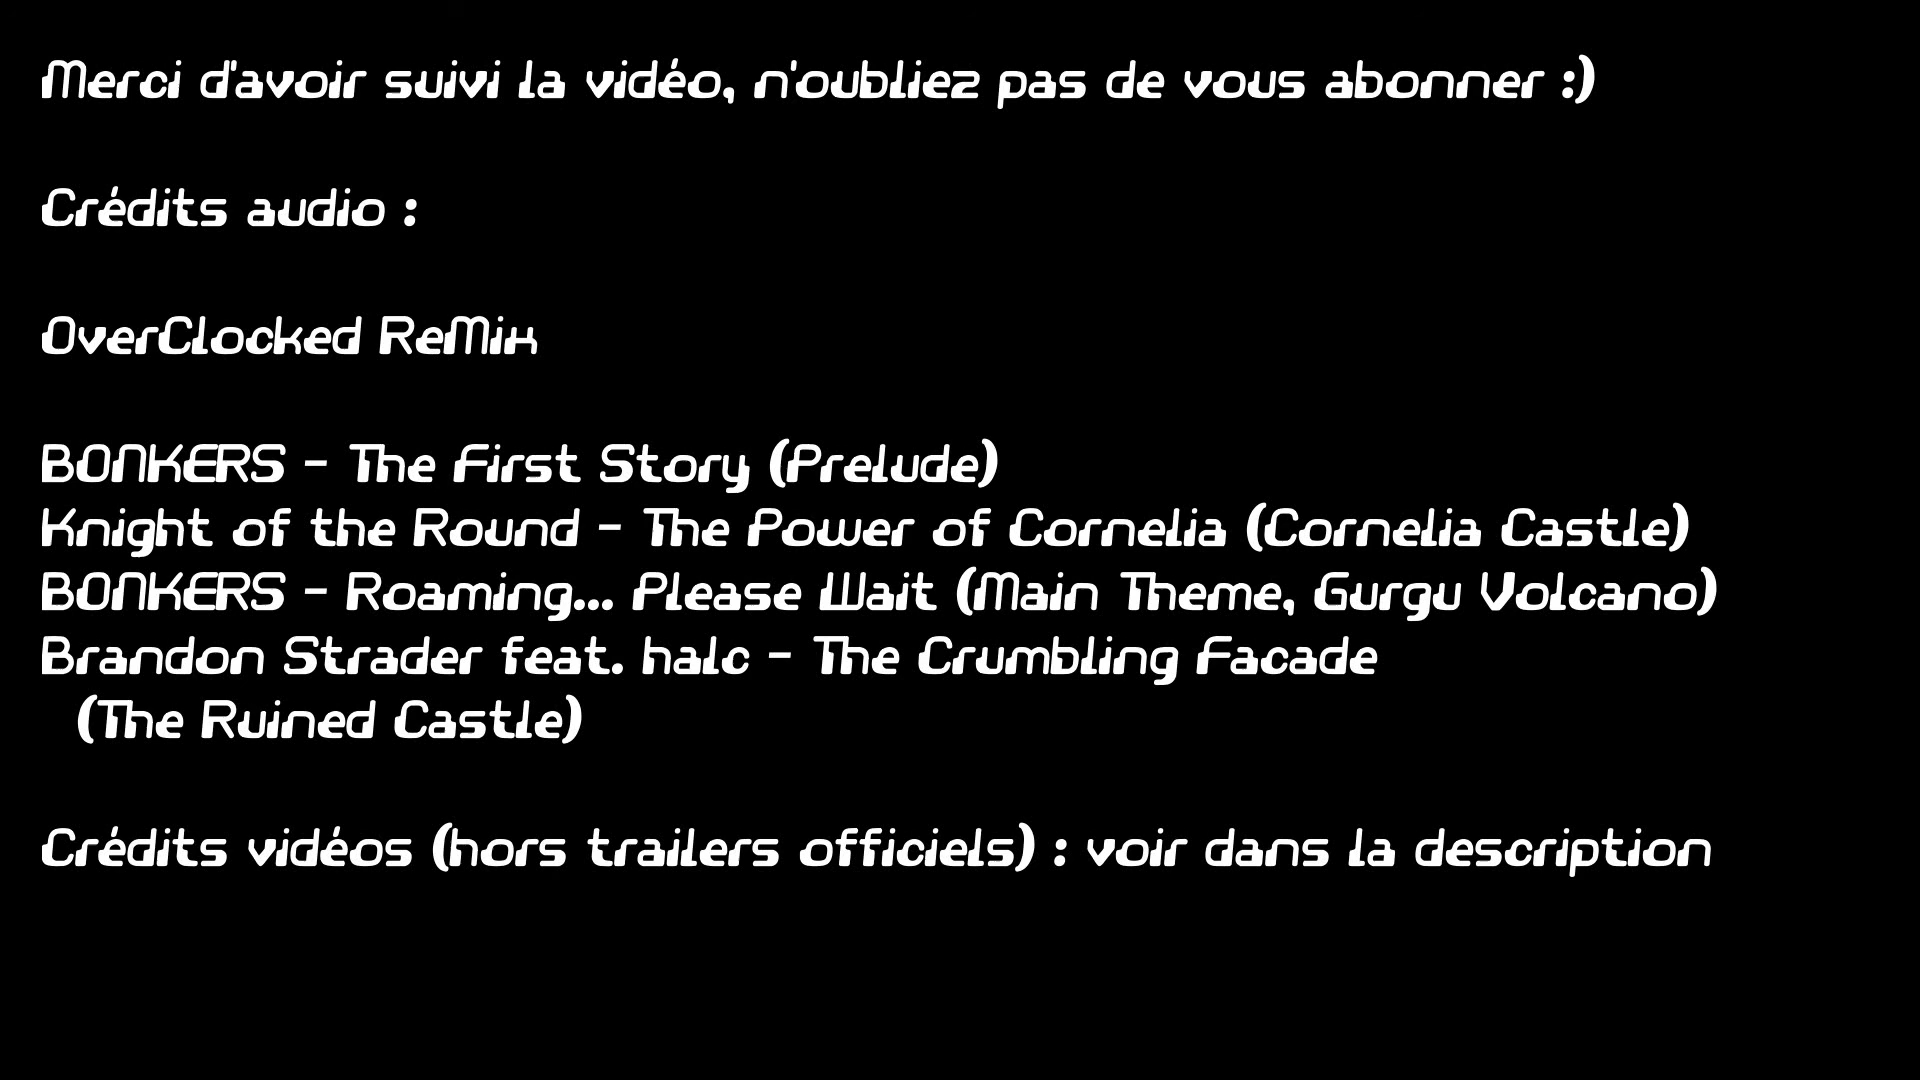 Merci d'avoir suivi la vidéo, n'oubliez pas de vous abonner :)
Crédits audio :
OverClocked ReMix
BONKERS - The First Story (Prelude)
Knight of the Round - The Power of Cornelia (Cornelia Castle)
BONKERS - Roaming... Please Wait (Main Theme, Gurgu Volcano)
Brandon Strader feat. halc - The Crumbling Facade
(The Ruined Castle)
Crédits vidéos (hors trailers officiels) : voir dans la description